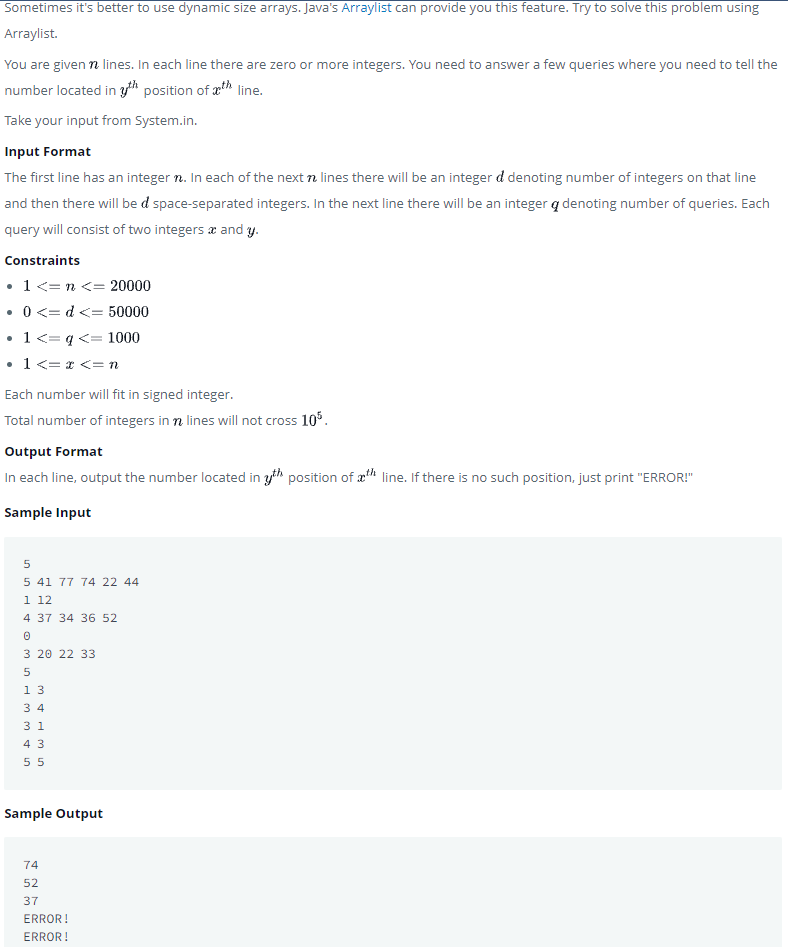 Sometimes it's better to use dynamic size arrays. Java's Arraylist can provide you this feature. Try to solve this problem using
Arraylist.
You are given n lines. In each line there are zero or more integers. You need to answer a few queries where you need to tell the
number located in yth position of xth line.
Take your input from System.in.
Input Format
The first line has an integer n. In each of the next n lines there will be an integer d denoting number of integers on that line
and then there will be d space-separated integers. In the next line there will be an integer q denoting number of queries. Each
query will consist of two integers x and y.
Constraints
• 1 <= n <= 20000
• 0 <= d <= 50000
• 1 <= q <= 1000
• 1 <= x <= n
Each number will fit in signed integer.
Total number of integers in n lines will not cross 10^5.
Output Format
In each line, output the number located in yth position of xth line. If there is no such position, just print "ERROR!"
Sample Input
5
5 41 77 74 22 44
1 12
4 37 34 36 52
0
3 20 22 33
5
1 3
3 4
3 1
4 3
5 5
Sample Output
74
52
37
ERROR!
ERROR!